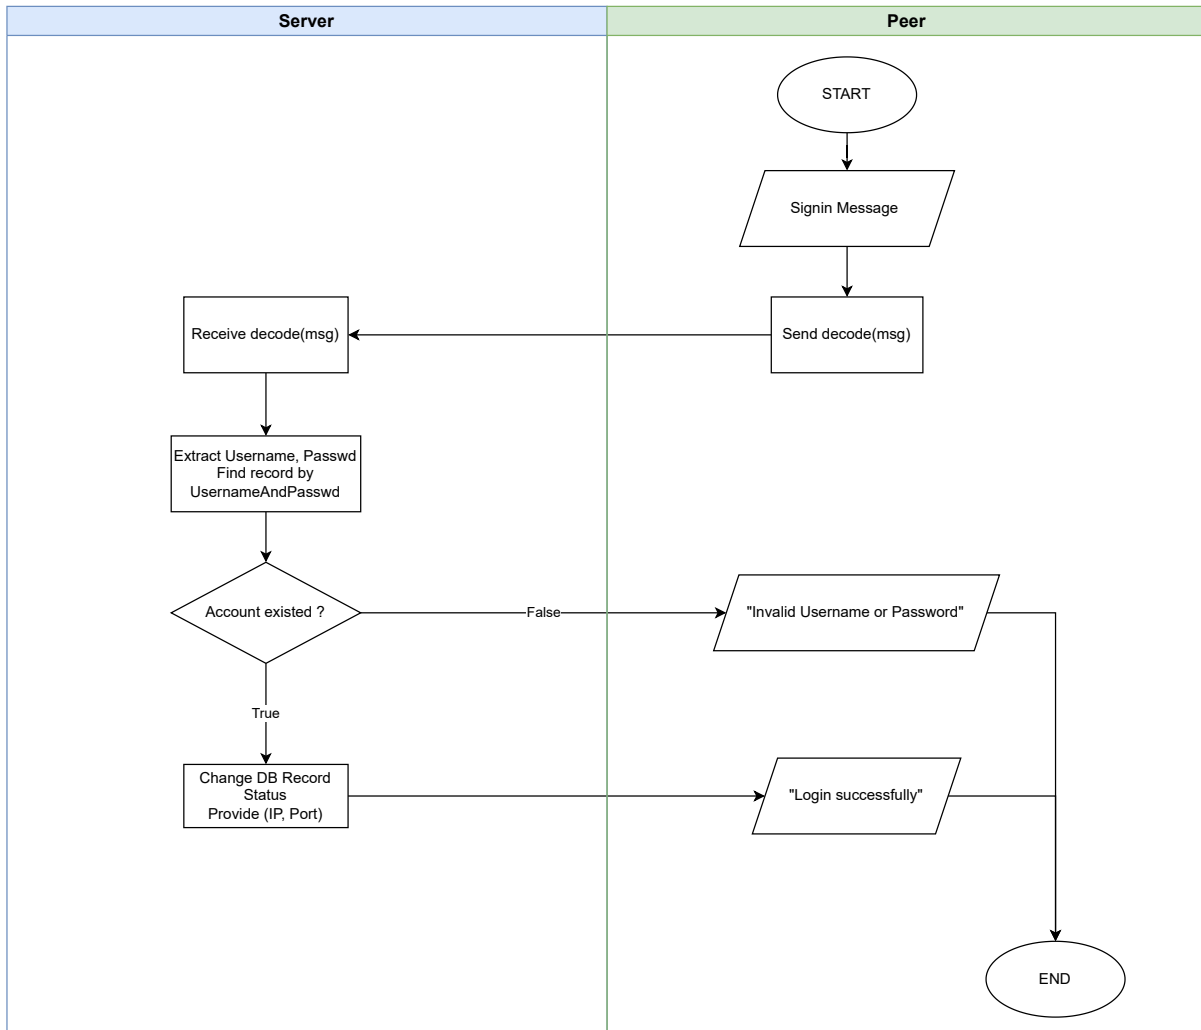 Server
Peer
START
Signin Message
Receive decode(msg)
Send decode(msg)
Extract Username, Passwd
Find record by
UsernameAndPasswd
Account existed ?
False
"Invalid Username or Password"
True
Change DB Record
Status
Provide (IP, Port)
"Login successfully"
END